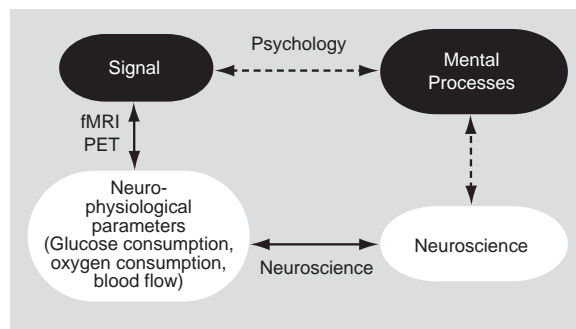 Psychology
Signal
Mental
Processes
fMRI
PET
Neuro-
physiological
parameters
(Glucose consumption,
oxygen consumption,
blood flow)
Neuroscience
Neuroscience